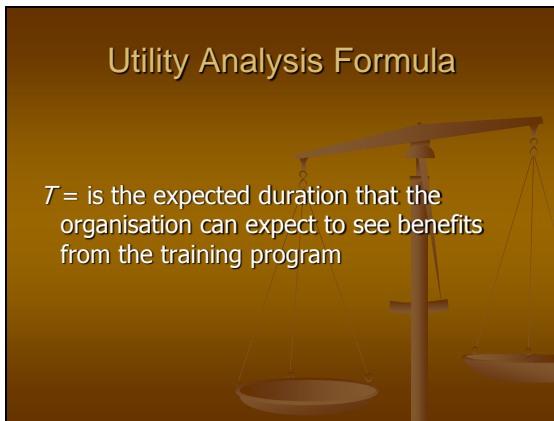 Utility Analysis Formula
T = is the expected duration that the
organisation can expect to see benefits
from the training program